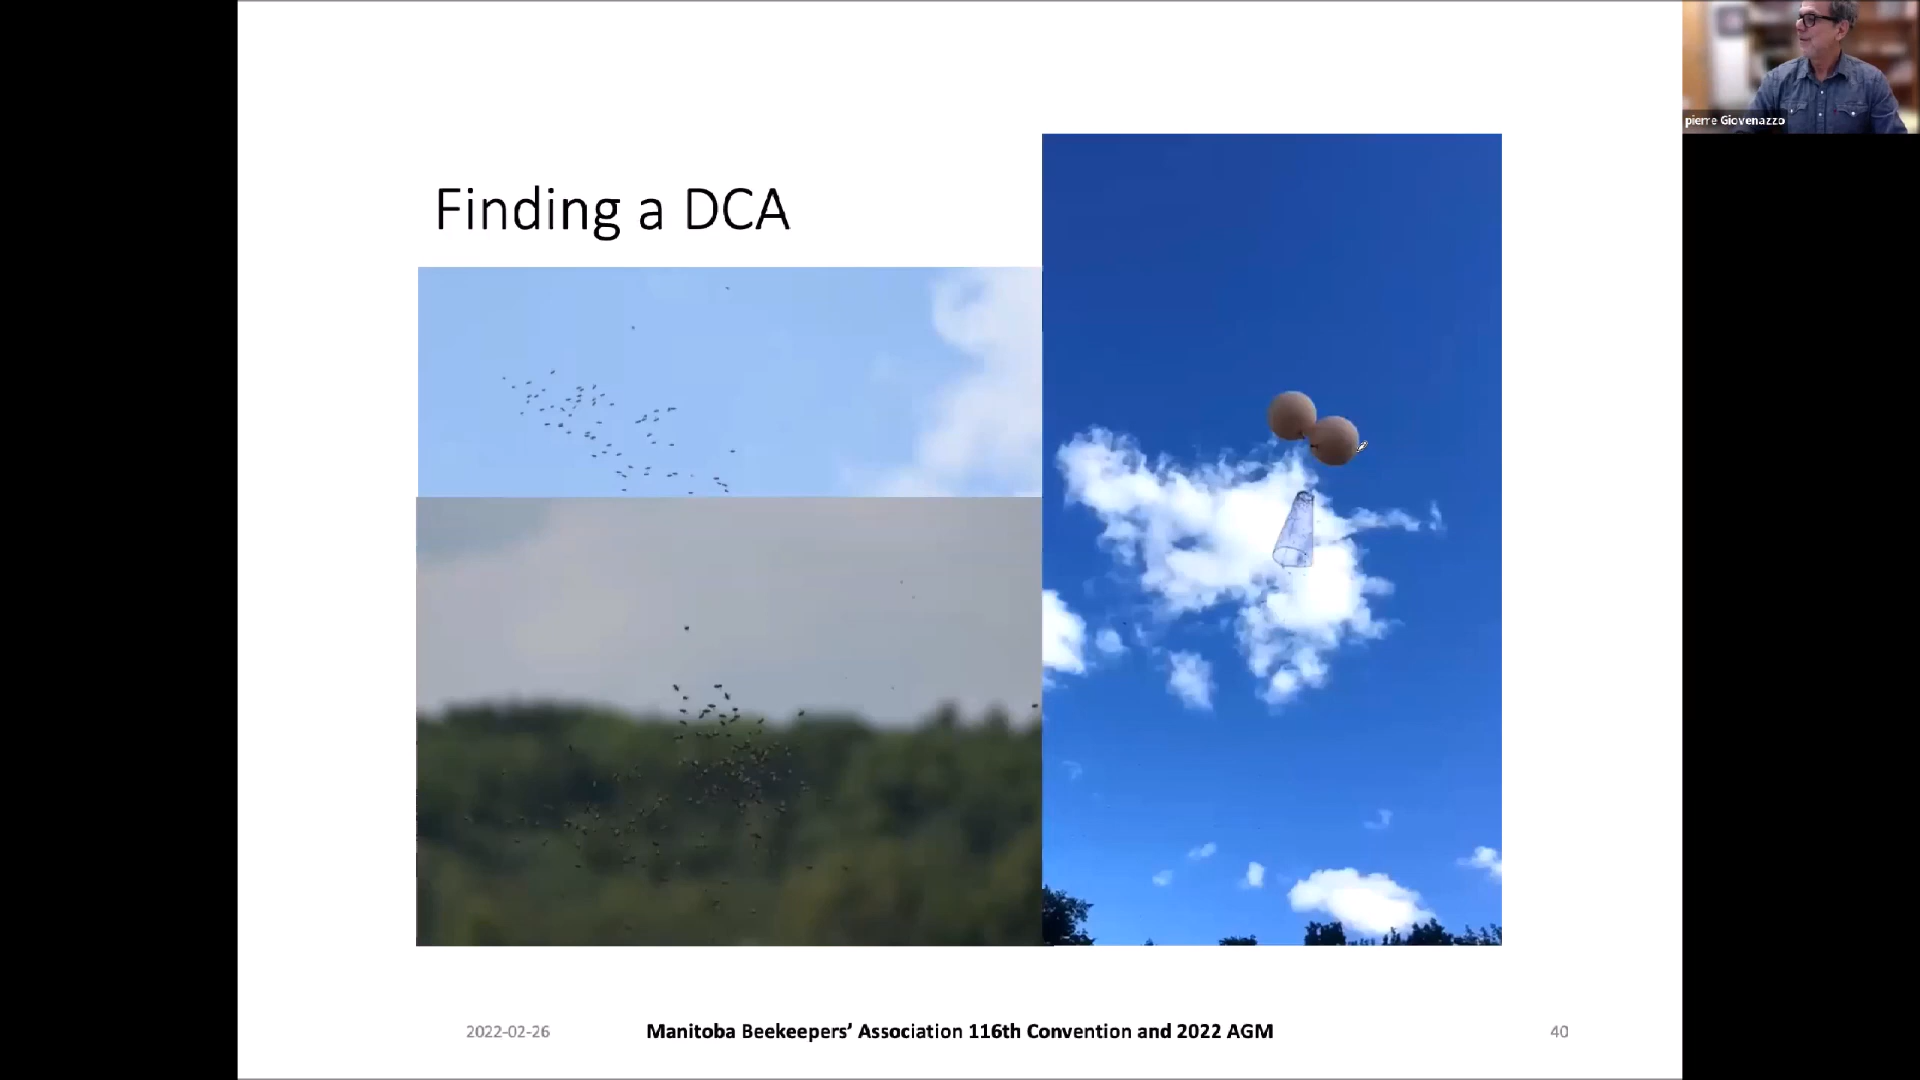 pierre Giovenazzo
Finding a DCA
2022-02-26
Manitoba Beekeepers’ Association 116th Convention and 2022 AGM
40